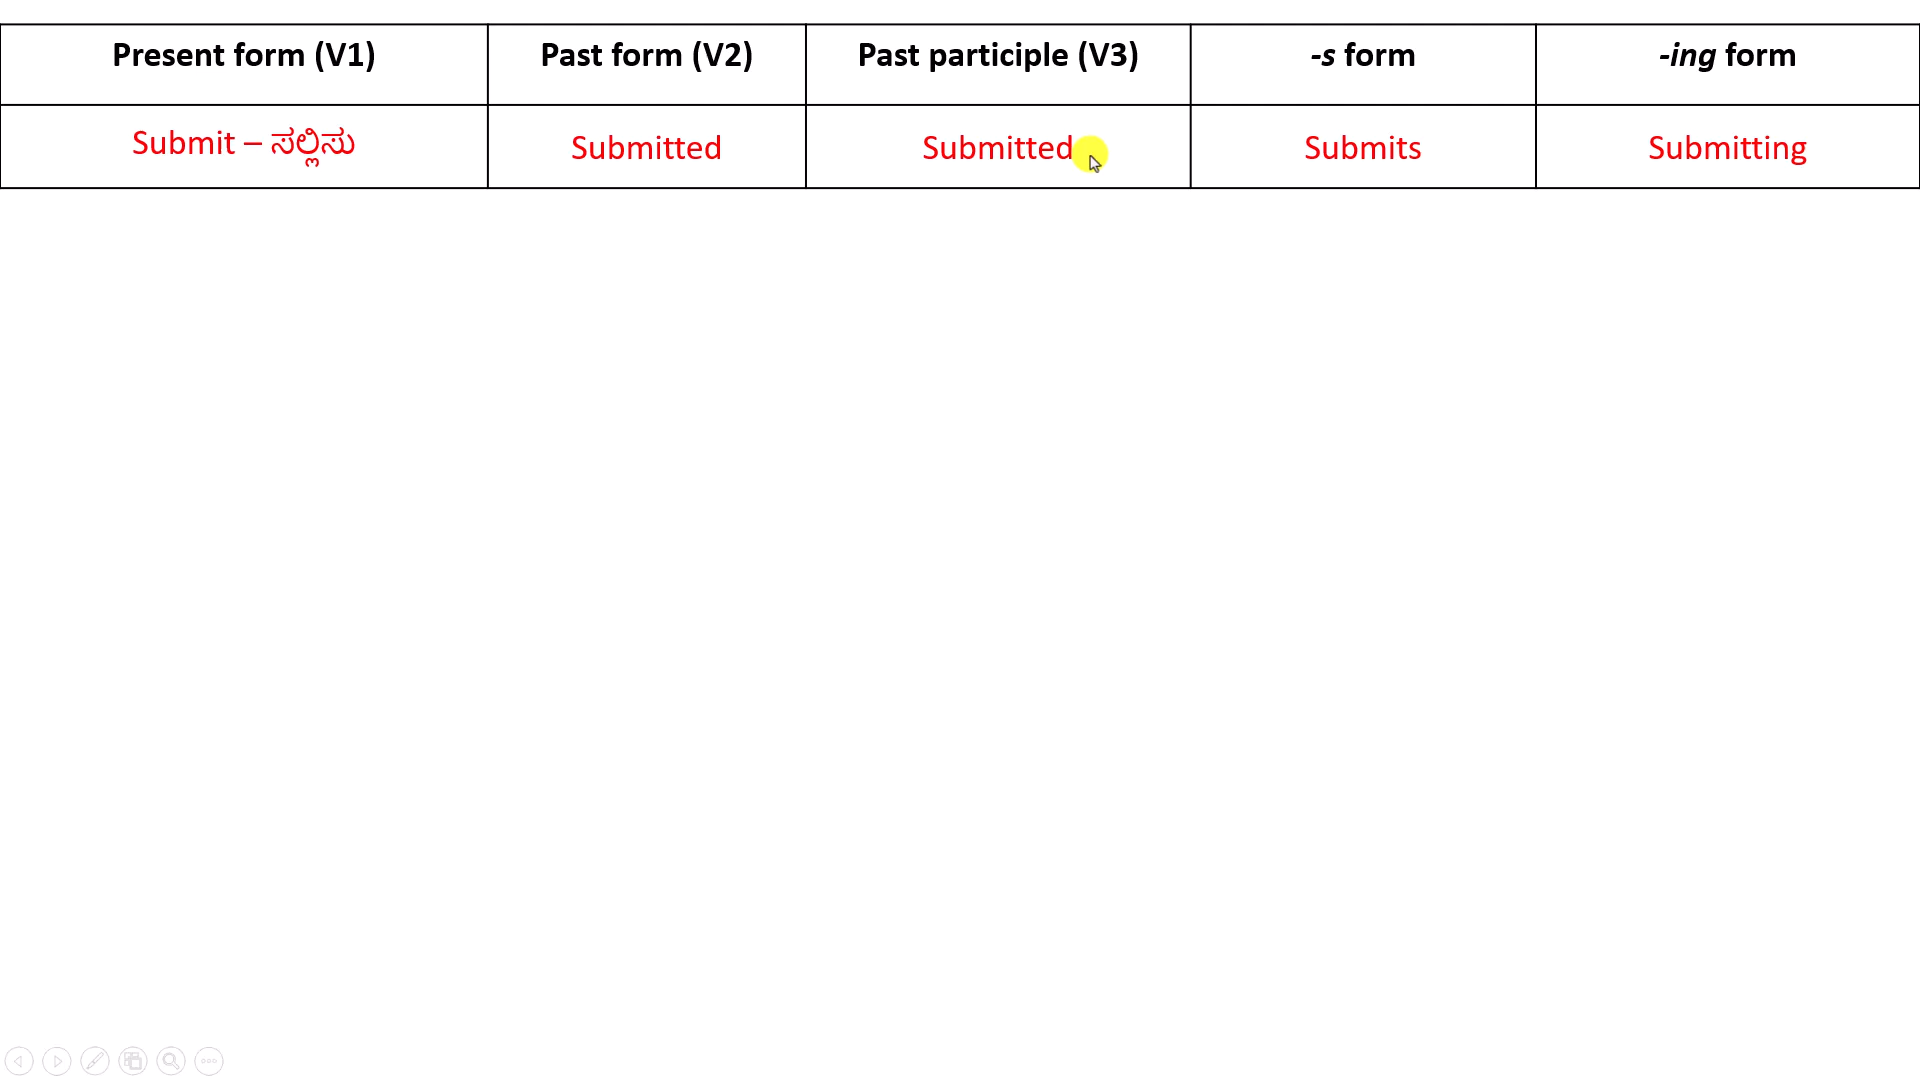 Present form (V1) Past form (V2) Past participle (V3) -s form -ing form
Submit – ಸಲ್ಲಿಸು Submitted Submitted Submits Submitting